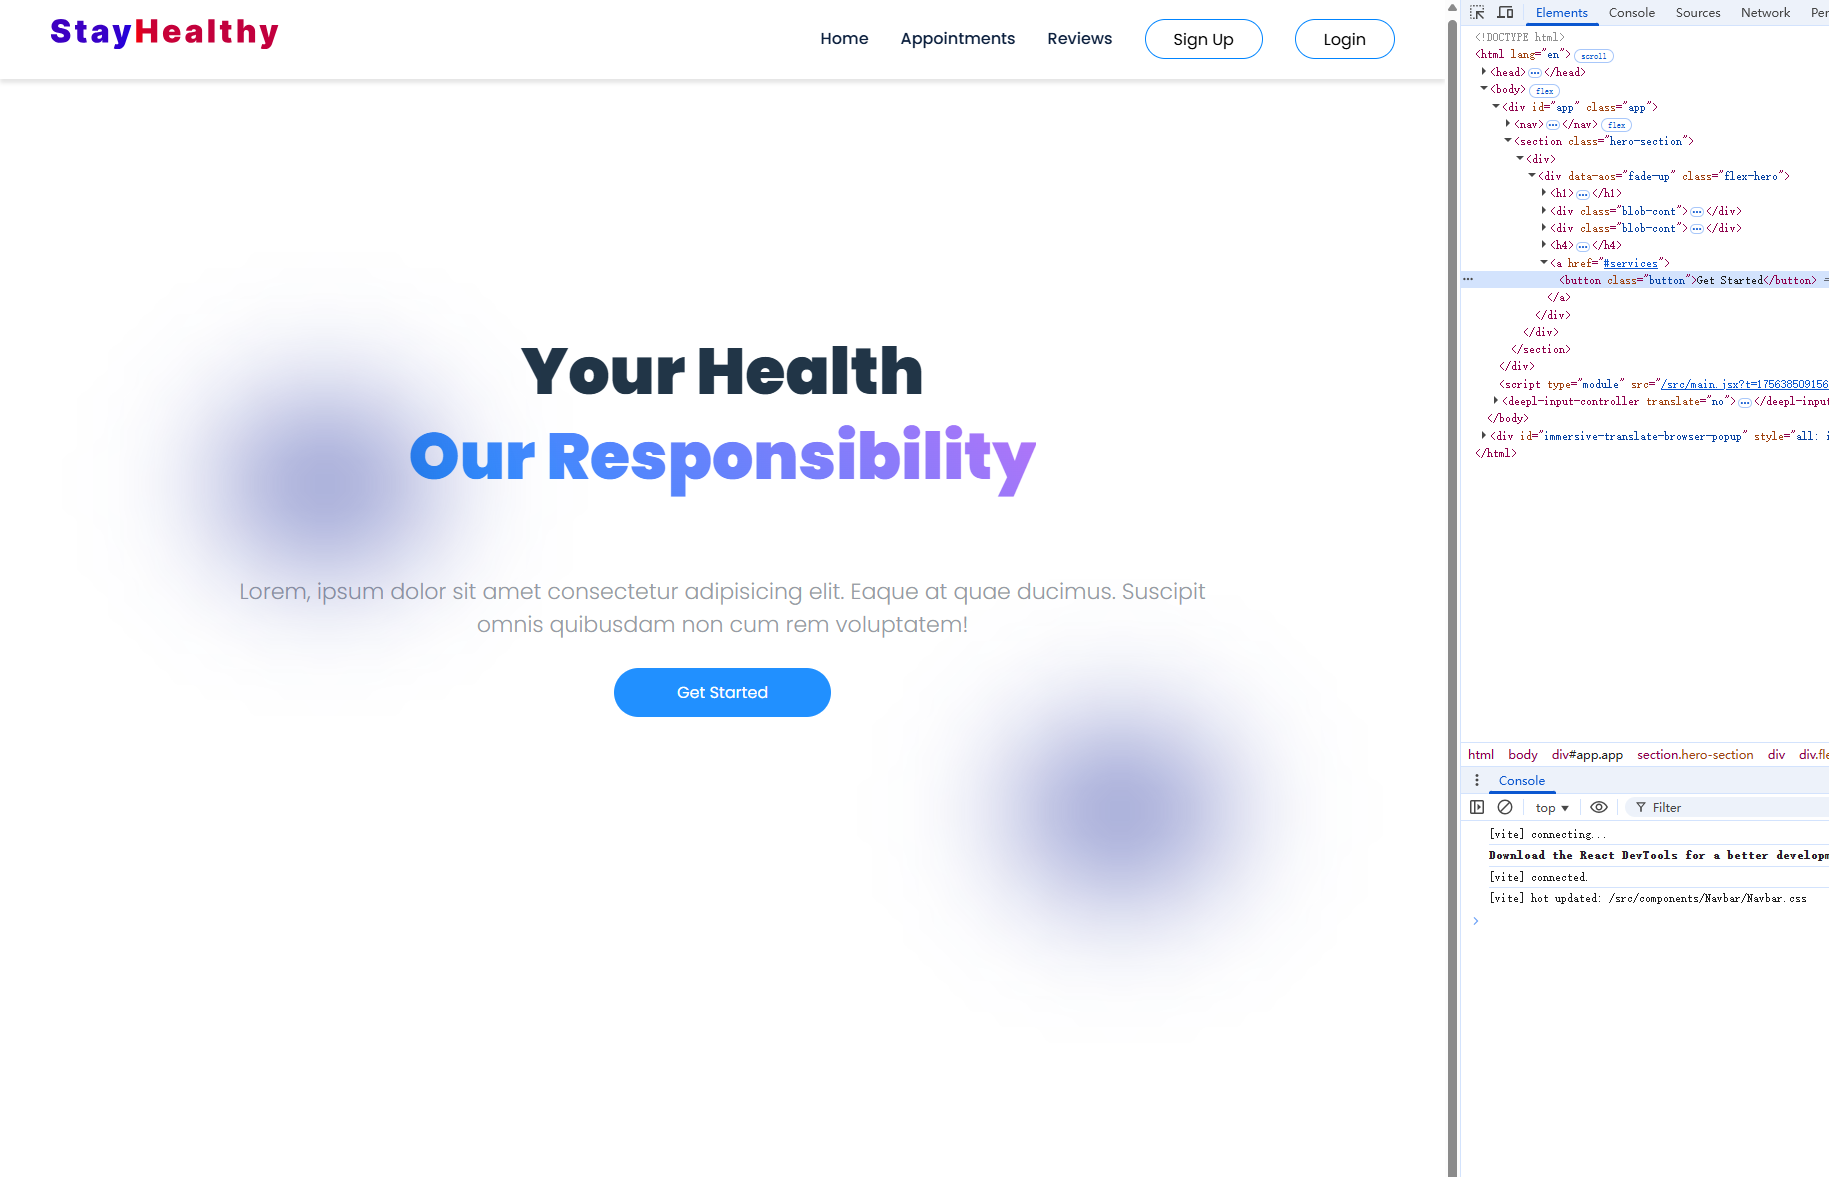 StayHealthy
Home Appointments Reviews Sign Up Login
Your Health
Our Responsibility
Lorem, ipsum dolor sit amet consectetur adipisicing elit. Eaque at quae ducimus. Suscipit
omnis quibusdam non cum rem voluptatem!
Get Started
Elements Console Sources Network Per
<!DOCTYPE html>
<html lang="en"> scroll
<head> ... </head>
<body> flex
<div id="app" class="app">
<nav> ... </nav> flex
<section class="hero-section">
<div>
<div data-aos="fade-up" class="flex-hero">
<h1> ... </h1>
<div class="blob-cont"> ... </div>
<div class="blob-cont"> ... </div>
<h4> ... </h4>
<a href="#services">
... <button class="button">Get Started</button> =
</a>
</div>
</div>
</section>
</div>
<script type="module" src="/src/main.jsx?t=175638509156
<deepl-input-controller translate="no"> ... </deepl-input
</body>
<div id="immersive-translate-browser-popup" style="all: i
</html>
html body div#app.app section.hero-section div div.fle
Console
top Filter
[vite] connecting...
Download the React DevTools for a better developm
[vite] connected.
[vite] hot updated: /src/components/Navbar/Navbar.css